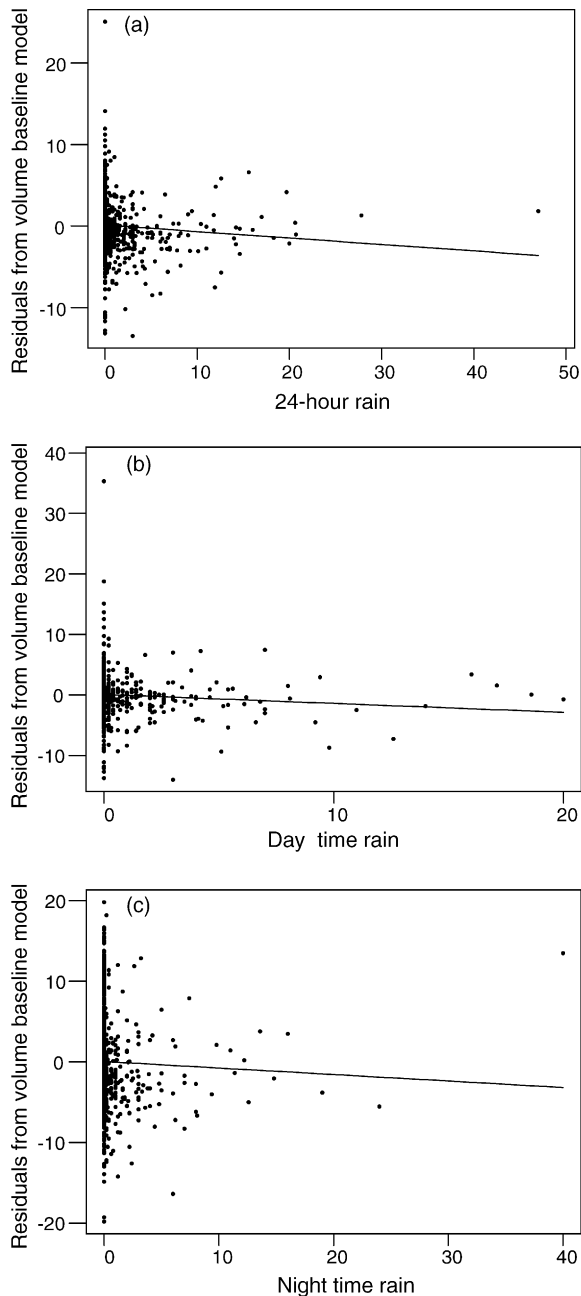 (a)
Residuals from volume baseline model
20
10
0
-10
0 10 20 30 40 50
24-hour rain
(b)
Residuals from volume baseline model
40
30
20
10
0
-10
0 10 20
Day time rain
(c)
Residuals from volume baseline model
20
10
0
-10
-20
0 10 20 30 40
Night time rain